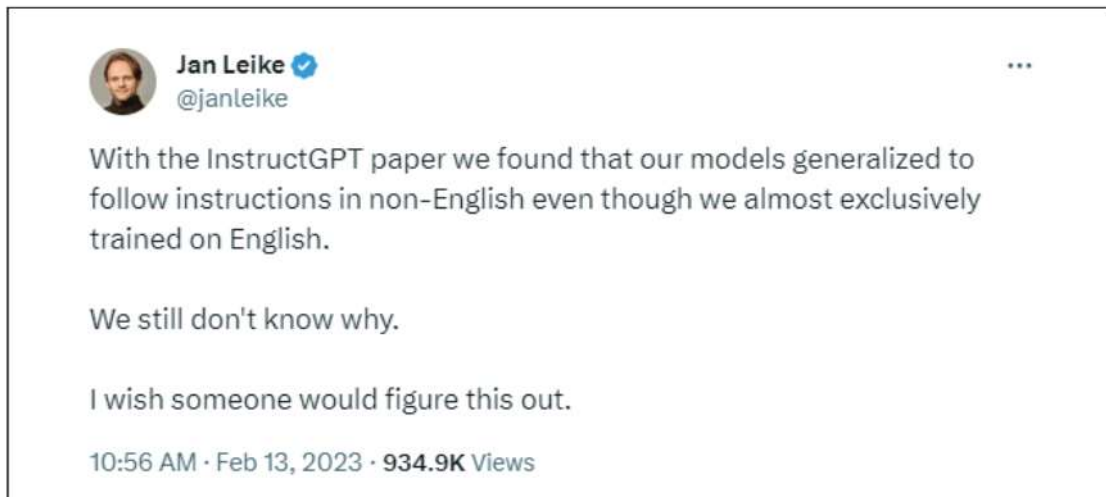 Jan Leike
@janleike
With the InstructGPT paper we found that our models generalized to
follow instructions in non-English even though we almost exclusively
trained on English.
We still don't know why.
I wish someone would figure this out.
10:56 AM · Feb 13, 2023 · 934.9K Views